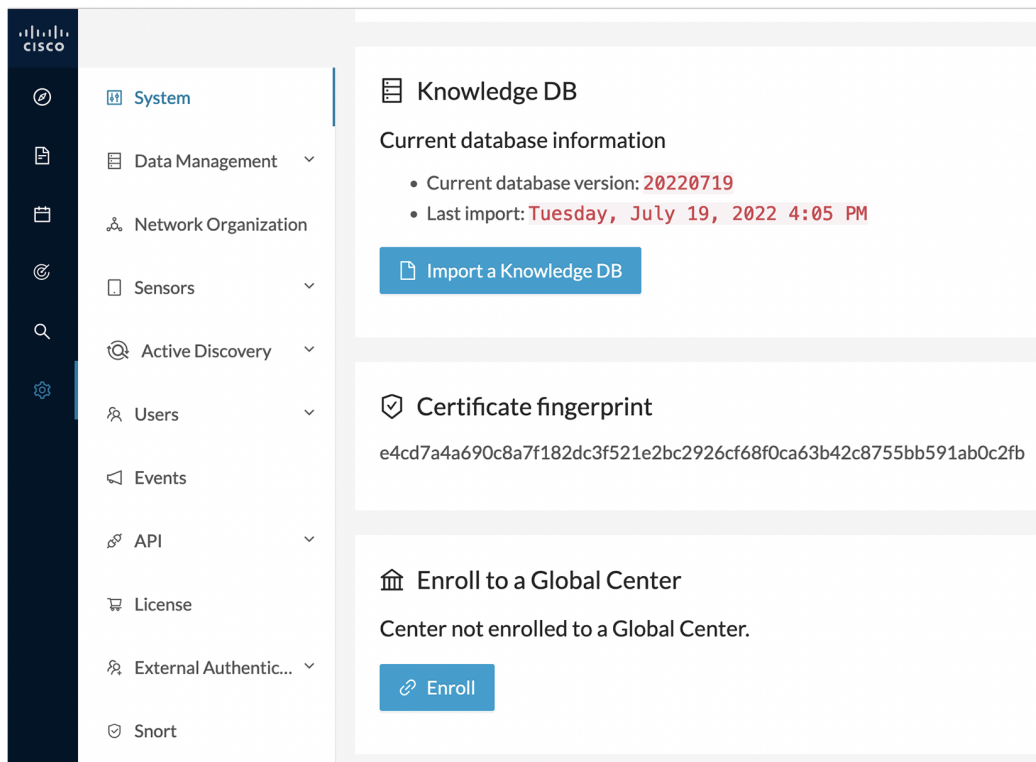 CISCO
System
Data Management
Network Organization
Sensors
Active Discovery
Users
Events
API
License
External Authentic...
Snort
Knowledge DB
Current database information
• Current database version: 20220719
• Last import: Tuesday, July 19, 2022 4:05 PM
Import a Knowledge DB
Certificate fingerprint
e4cd7a4a690c8a7f182dc3f521e2bc2926cf68f0ca63b42c8755bb591ab0c2fb
Enroll to a Global Center
Center not enrolled to a Global Center.
Enroll